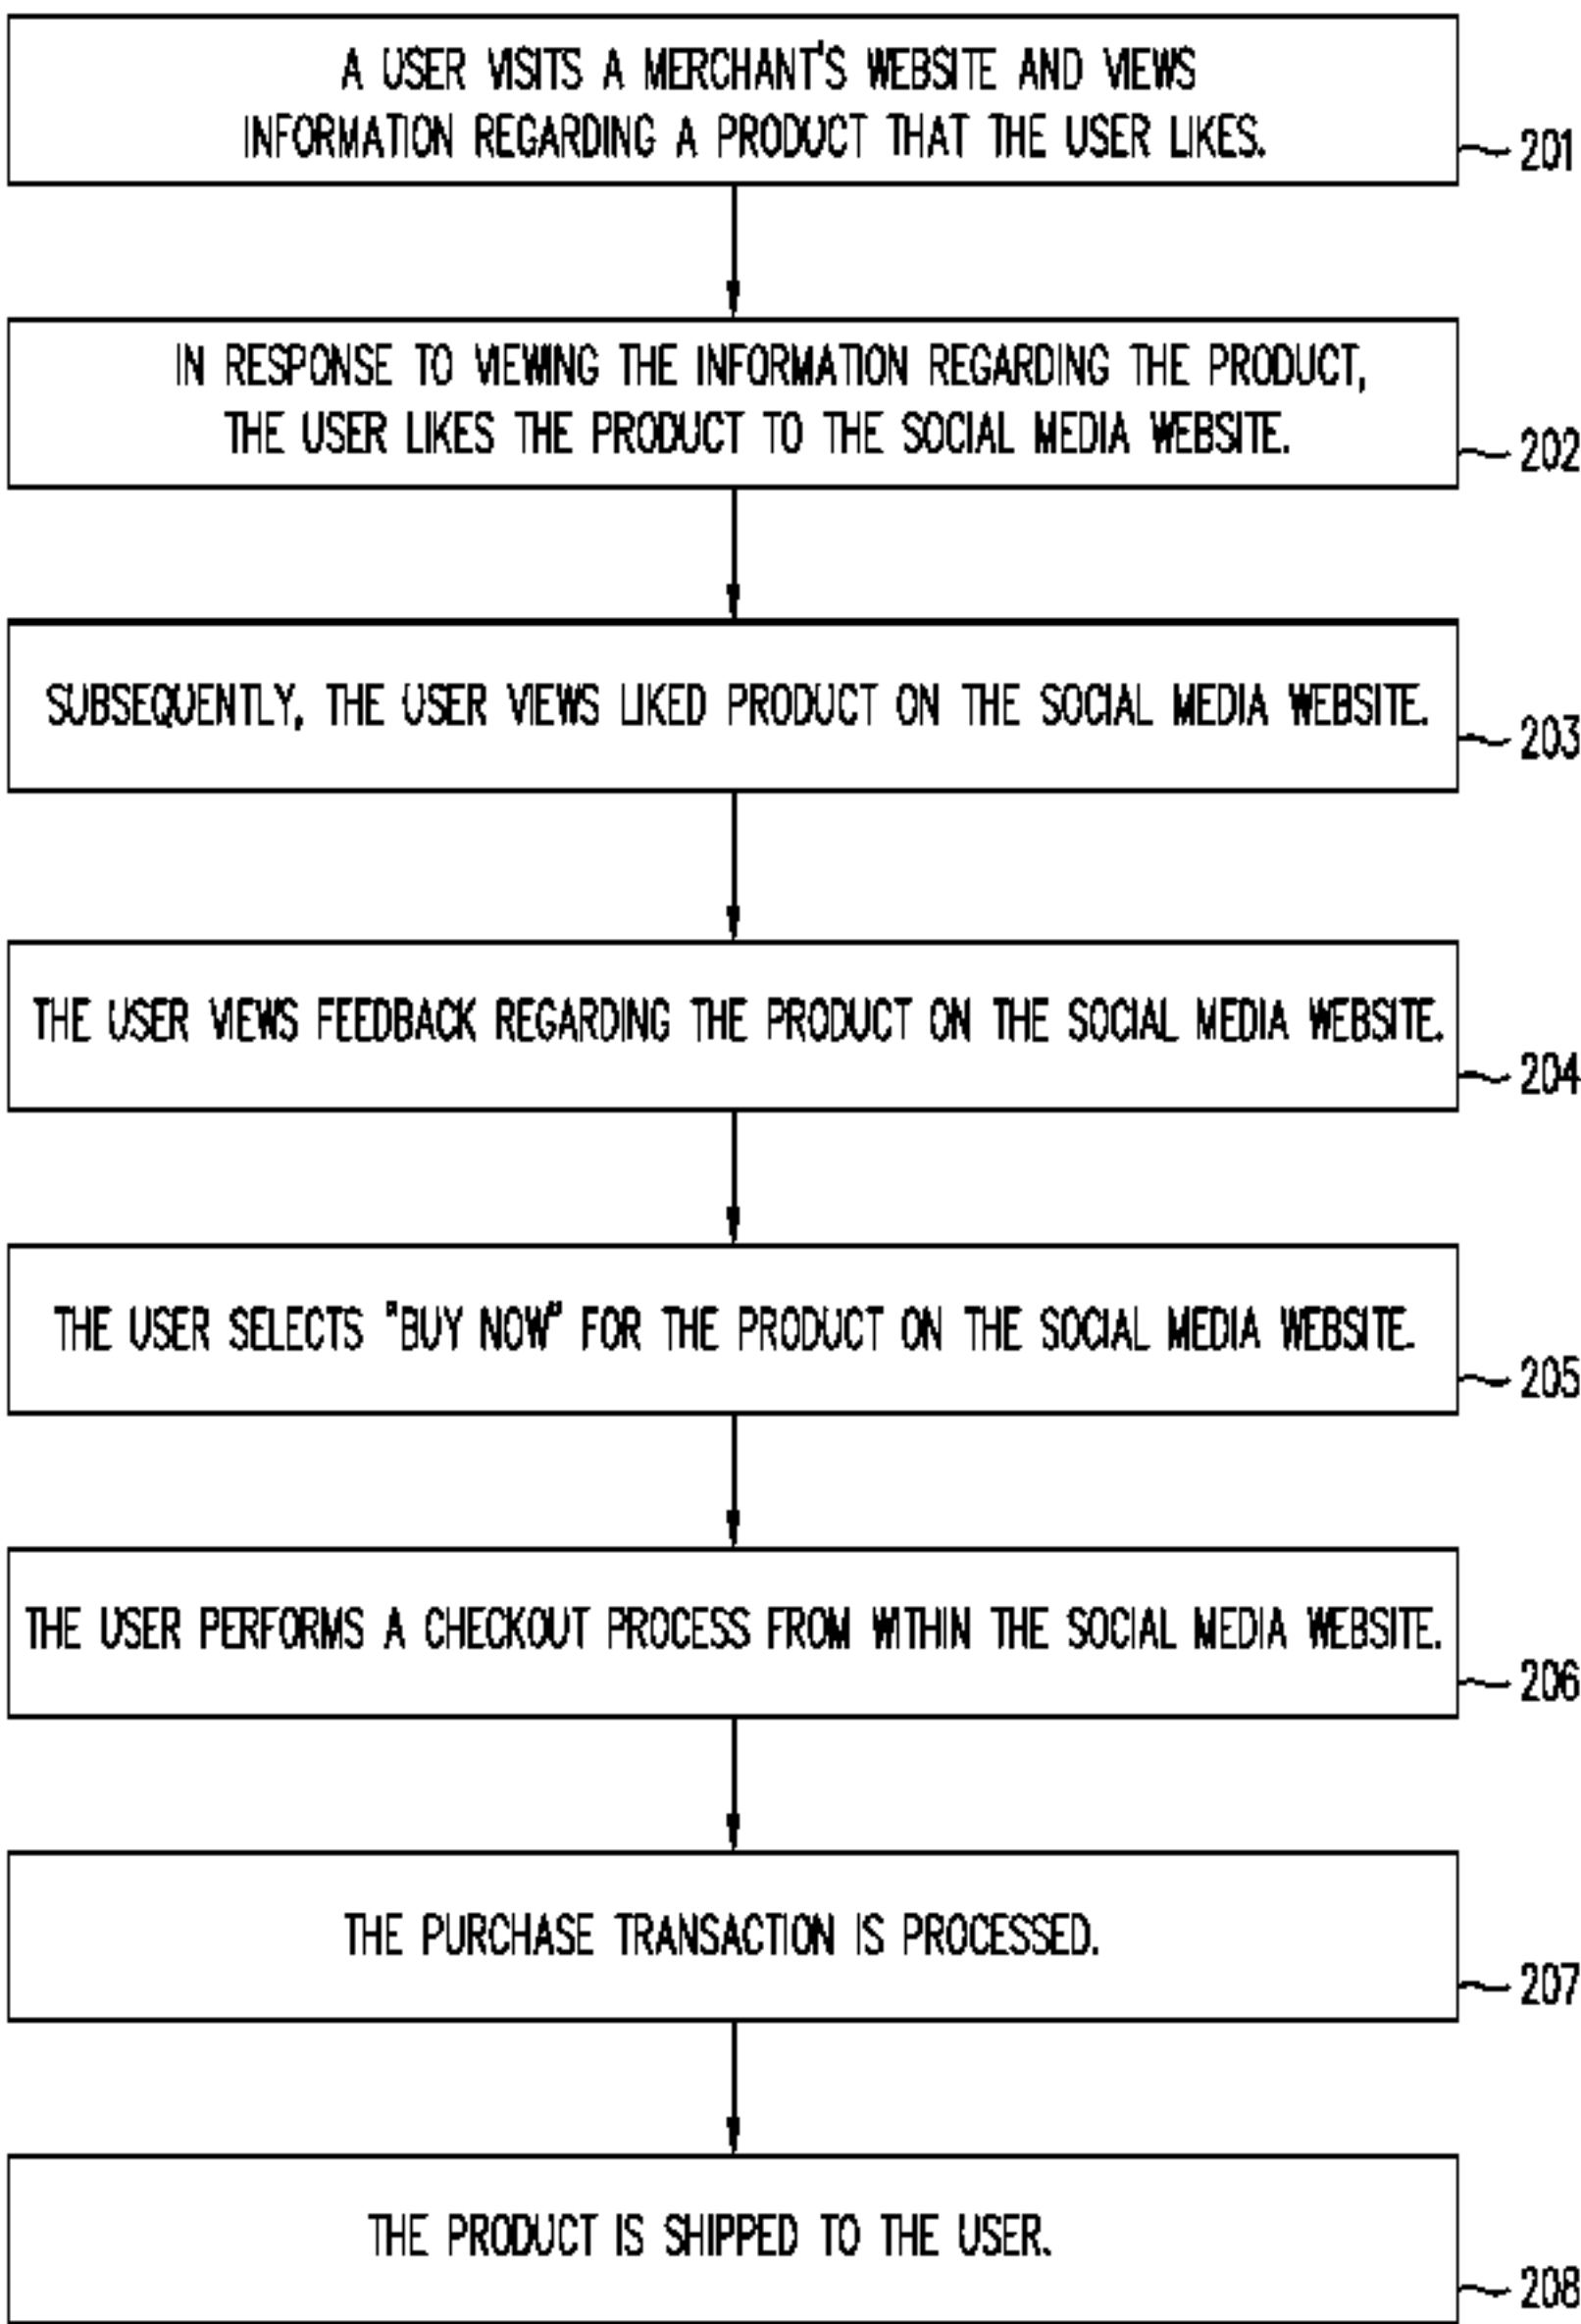 A USER VISITS A MERCHANT'S WEBSITE AND VIEWS
INFORMATION REGARDING A PRODUCT THAT THE USER LIKES.
201
IN RESPONSE TO VIEWING THE INFORMATION REGARDING THE PRODUCT,
THE USER LIKES THE PRODUCT TO THE SOCIAL MEDIA WEBSITE.
202
SUBSEQUENTLY, THE USER VIEWS LIKED PRODUCT ON THE SOCIAL MEDIA WEBSITE.
203
THE USER VIEWS FEEDBACK REGARDING THE PRODUCT ON THE SOCIAL MEDIA WEBSITE.
204
THE USER SELECTS "BUY NOW" FOR THE PRODUCT ON THE SOCIAL MEDIA WEBSITE.
205
THE USER PERFORMS A CHECKOUT PROCESS FROM WITHIN THE SOCIAL MEDIA WEBSITE.
206
THE PURCHASE TRANSACTION IS PROCESSED.
207
THE PRODUCT IS SHIPPED TO THE USER.
208